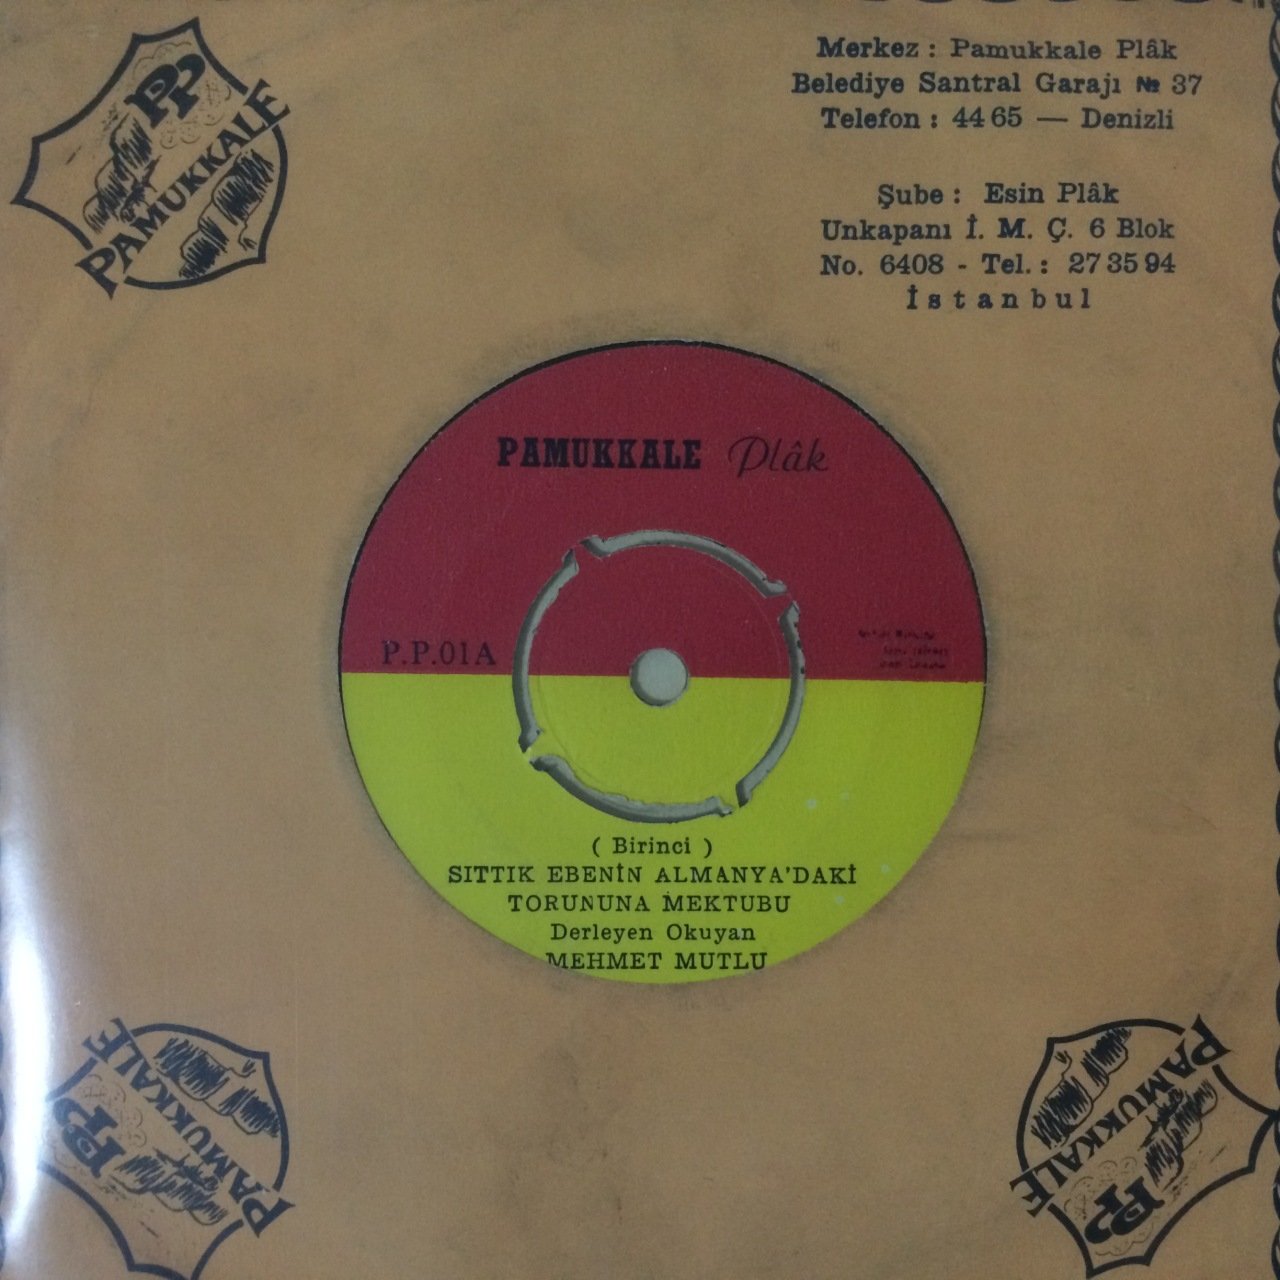 PP
PAMUKKALE
Merkez : Pamukkale Plâk
Belediye Santral Garajı № 37
Telefon : 44 65 — Denizli
Şube : Esin Plâk
Unkapanı İ. M. Ç. 6 Blok
No. 6408 - Tel. : 27 35 94
İstanbul
PAMUKKALE Plâk
P.P.01A
( Birinci )
SITTIK EBENİN ALMANYA'DAKİ
TORUNUNA MEKTUBU
Derleyen Okuyan
MEHMET MUTLU
PAMUKKALE
PP
PAMUKKALE
PP